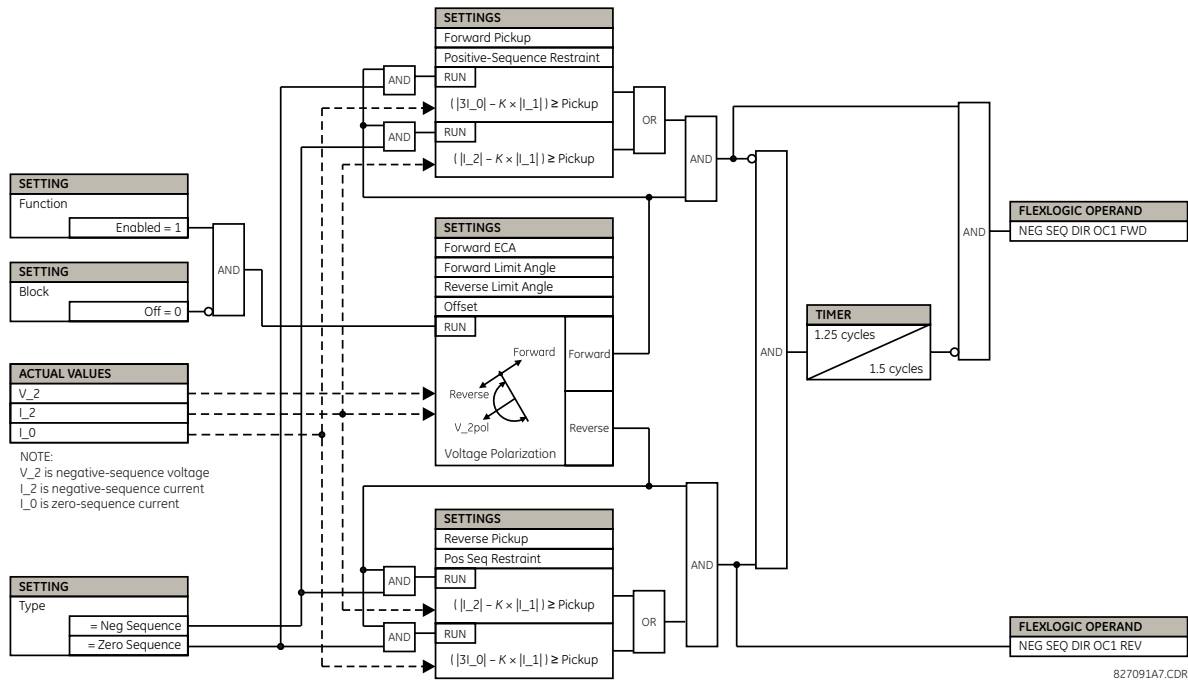 SETTING
Function
Enabled = 1
SETTING
Block
Off = 0
AND
ACTUAL VALUES
V_2
I_2
I_0
NOTE:
V_2 is negative-sequence voltage
I_2 is negative-sequence current
I_0 is zero-sequence current
SETTING
Type
= Neg Sequence
= Zero Sequence
AND
AND
SETTINGS
Forward Pickup
Positive-Sequence Restraint
RUN
( |3I_0| – K × |I_1| ) ≥ Pickup
RUN
( |I_2| – K × |I_1| ) ≥ Pickup
OR
AND
SETTINGS
Forward ECA
Forward Limit Angle
Reverse Limit Angle
Offset
RUN
Forward
Reverse
V_2pol
Voltage Polarization
Forward
Reverse
AND
AND
SETTINGS
Reverse Pickup
Pos Seq Restraint
RUN
( |I_2| – K × |I_1| ) ≥ Pickup
RUN
( |3I_0| – K × |I_1| ) ≥ Pickup
OR
AND
AND
TIMER
1.25 cycles
1.5 cycles
AND
FLEXLOGIC OPERAND
NEG SEQ DIR OC1 FWD
FLEXLOGIC OPERAND
NEG SEQ DIR OC1 REV
827091A7.CDR